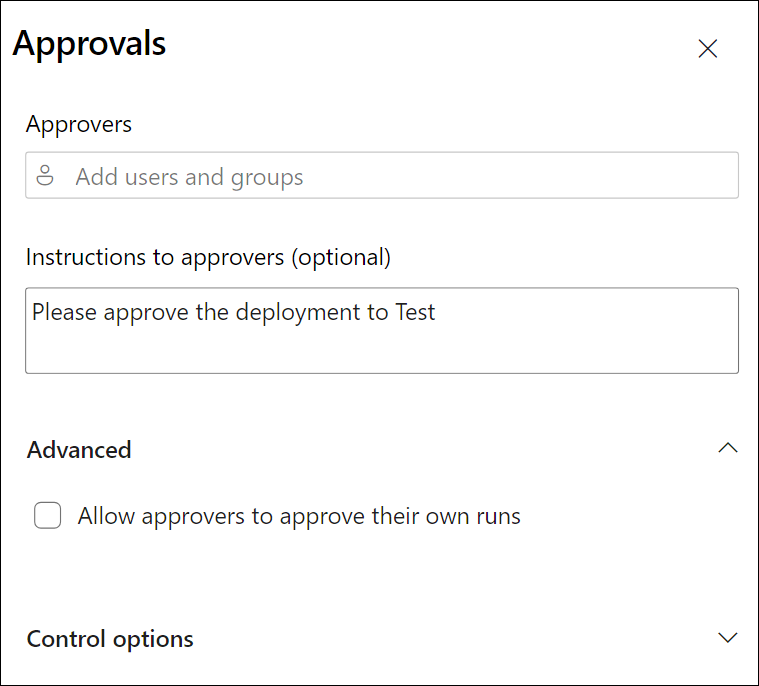 Approvals
Approvers
Add users and groups
Instructions to approvers (optional)
Please approve the deployment to Test
Advanced
Allow approvers to approve their own runs
Control options